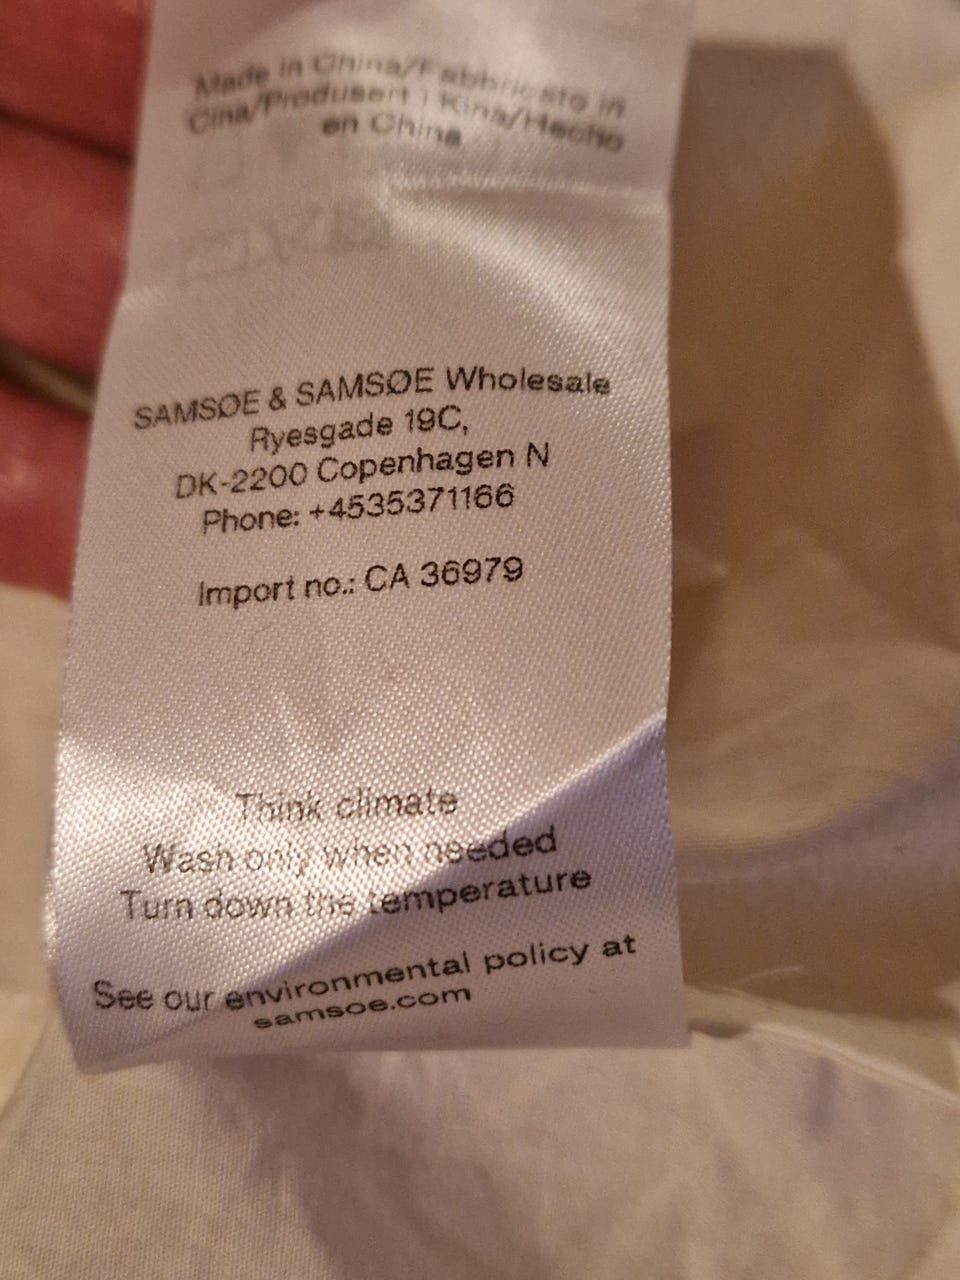 Made in China/Fabbricato in
Cina/Produsert i Kina/Hecho
en China
SAMSØE & SAMSØE Wholesale
Ryesgade 19C,
DK-2200 Copenhagen N
Phone: +4535371166
Import no.: CA 36979
Think climate
Wash only when needed
Turn down the temperature
See our environmental policy at
samsoe.com